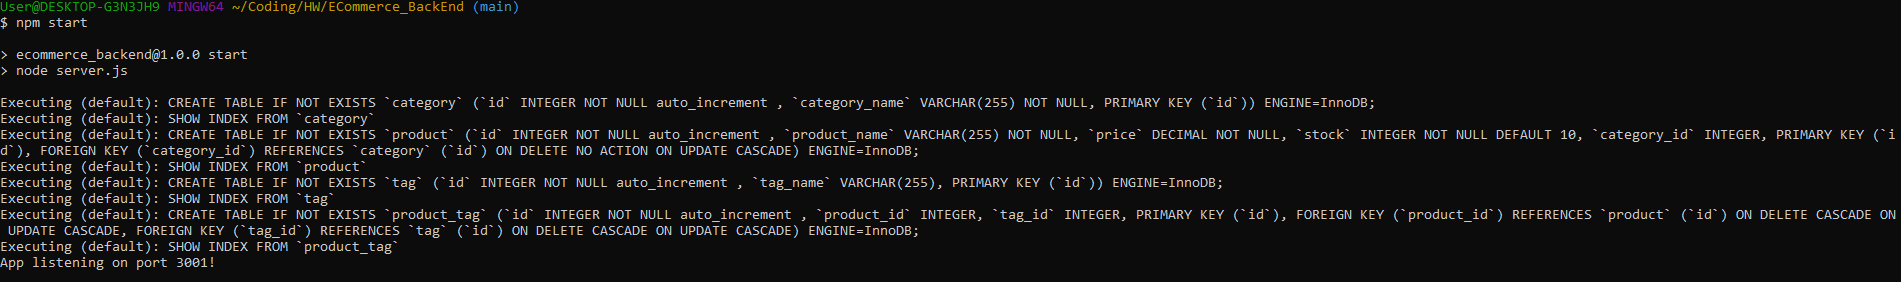 User@DESKTOP-G3N3JH9 MINGW64 ~/Coding/HW/ECommerce_BackEnd (main)
$ npm start
> ecommerce_backend@1.0.0 start
> node server.js
Executing (default): CREATE TABLE IF NOT EXISTS `category` (`id` INTEGER NOT NULL auto_increment , `category_name` VARCHAR(255) NOT NULL, PRIMARY KEY (`id`)) ENGINE=InnoDB;
Executing (default): SHOW INDEX FROM `category`
Executing (default): CREATE TABLE IF NOT EXISTS `product` (`id` INTEGER NOT NULL auto_increment , `product_name` VARCHAR(255) NOT NULL, `price` DECIMAL NOT NULL, `stock` INTEGER NOT NULL DEFAULT 10, `category_id` INTEGER, PRIMARY KEY (`i
d`), FOREIGN KEY (`category_id`) REFERENCES `category` (`id`) ON DELETE NO ACTION ON UPDATE CASCADE) ENGINE=InnoDB;
Executing (default): SHOW INDEX FROM `product`
Executing (default): CREATE TABLE IF NOT EXISTS `tag` (`id` INTEGER NOT NULL auto_increment , `tag_name` VARCHAR(255), PRIMARY KEY (`id`)) ENGINE=InnoDB;
Executing (default): SHOW INDEX FROM `tag`
Executing (default): CREATE TABLE IF NOT EXISTS `product_tag` (`id` INTEGER NOT NULL auto_increment , `product_id` INTEGER, `tag_id` INTEGER, PRIMARY KEY (`id`), FOREIGN KEY (`product_id`) REFERENCES `product` (`id`) ON DELETE CASCADE ON
 UPDATE CASCADE, FOREIGN KEY (`tag_id`) REFERENCES `tag` (`id`) ON DELETE CASCADE ON UPDATE CASCADE) ENGINE=InnoDB;
Executing (default): SHOW INDEX FROM `product_tag`
App listening on port 3001!